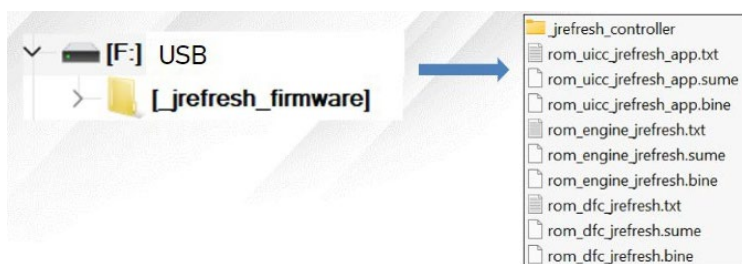 [F:] USB
[_jrefresh_firmware]
_jrefresh_controller
rom_uicc_jrefresh_app.txt
rom_uicc_jrefresh_app.sume
rom_uicc_jrefresh_app.bine
rom_engine_jrefresh.txt
rom_engine_jrefresh.sume
rom_engine_jrefresh.bine
rom_dfc_jrefresh.txt
rom_dfc_jrefresh.sume
rom_dfc_jrefresh.bine